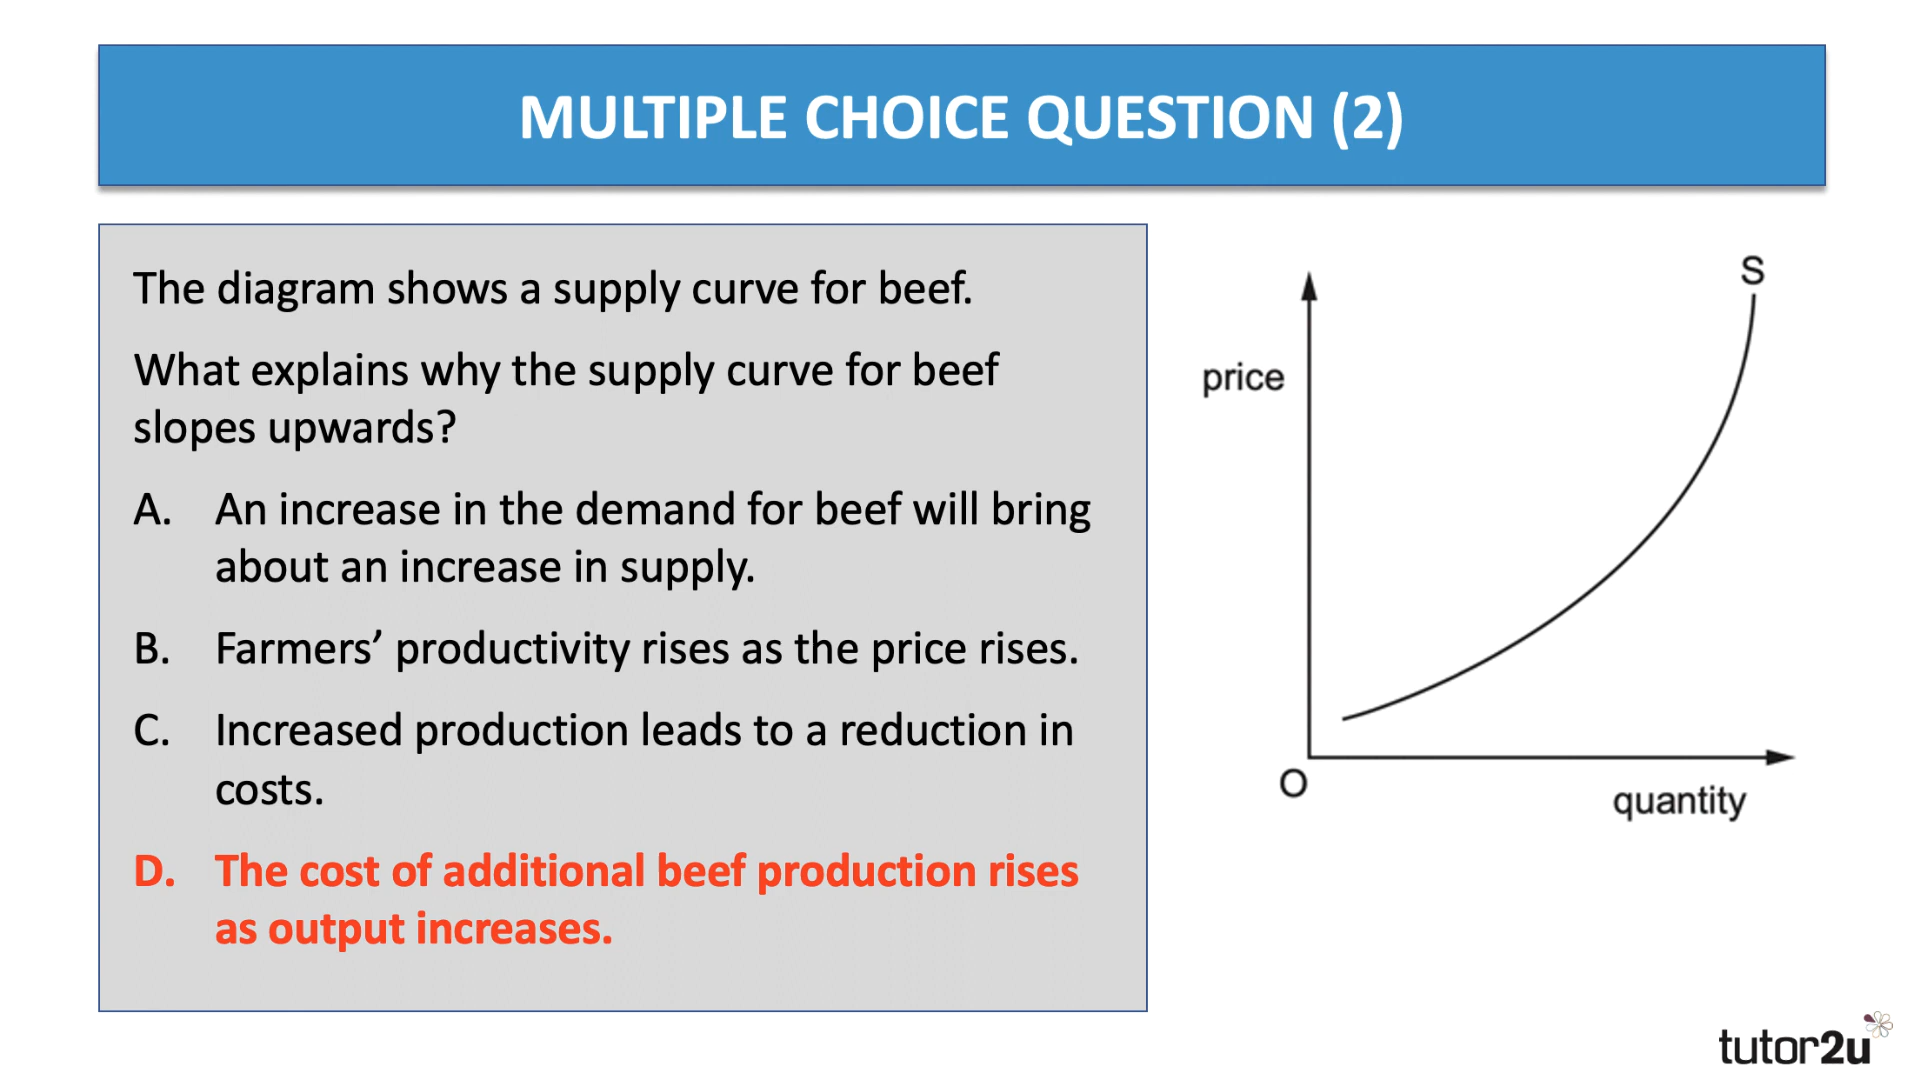 MULTIPLE CHOICE QUESTION (2)
The diagram shows a supply curve for beef.
What explains why the supply curve for beef
slopes upwards?
A. An increase in the demand for beef will bring
about an increase in supply.
B. Farmers’ productivity rises as the price rises.
C. Increased production leads to a reduction in
costs.
D. The cost of additional beef production rises
as output increases.
S
price
O
quantity
tutor2u